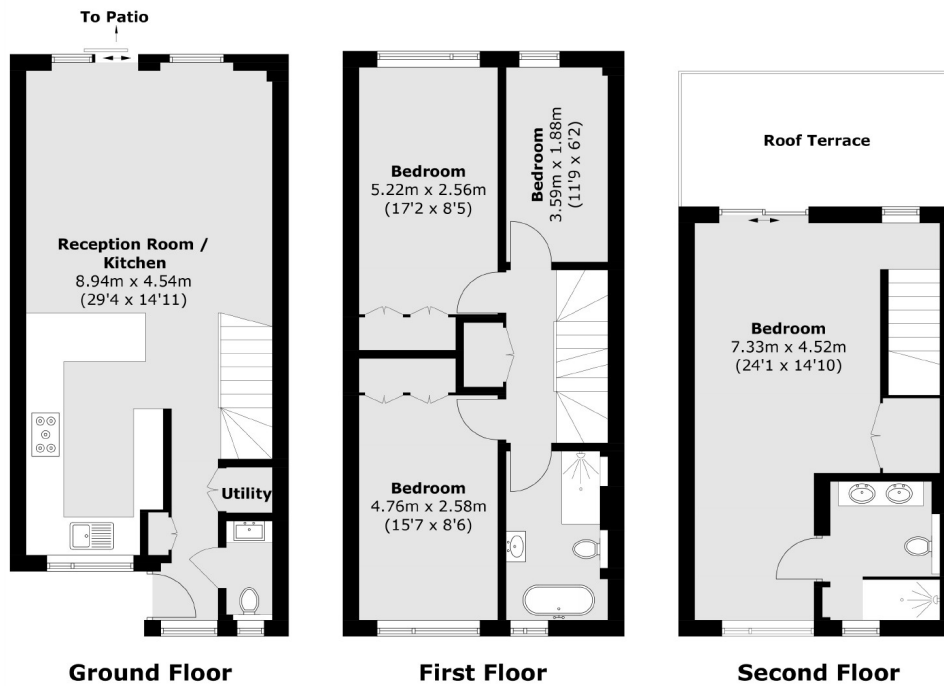 To Patio
Reception Room /
Kitchen
8.94m x 4.54m
(29'4 x 14'11)
Utility
Ground Floor
Bedroom
5.22m x 2.56m
(17'2 x 8'5)
Bedroom
3.59m x 1.88m
(11'9 x 6'2)
Bedroom
4.76m x 2.58m
(15'7 x 8'6)
First Floor
Roof Terrace
Bedroom
7.33m x 4.52m
(24'1 x 14'10)
Second Floor